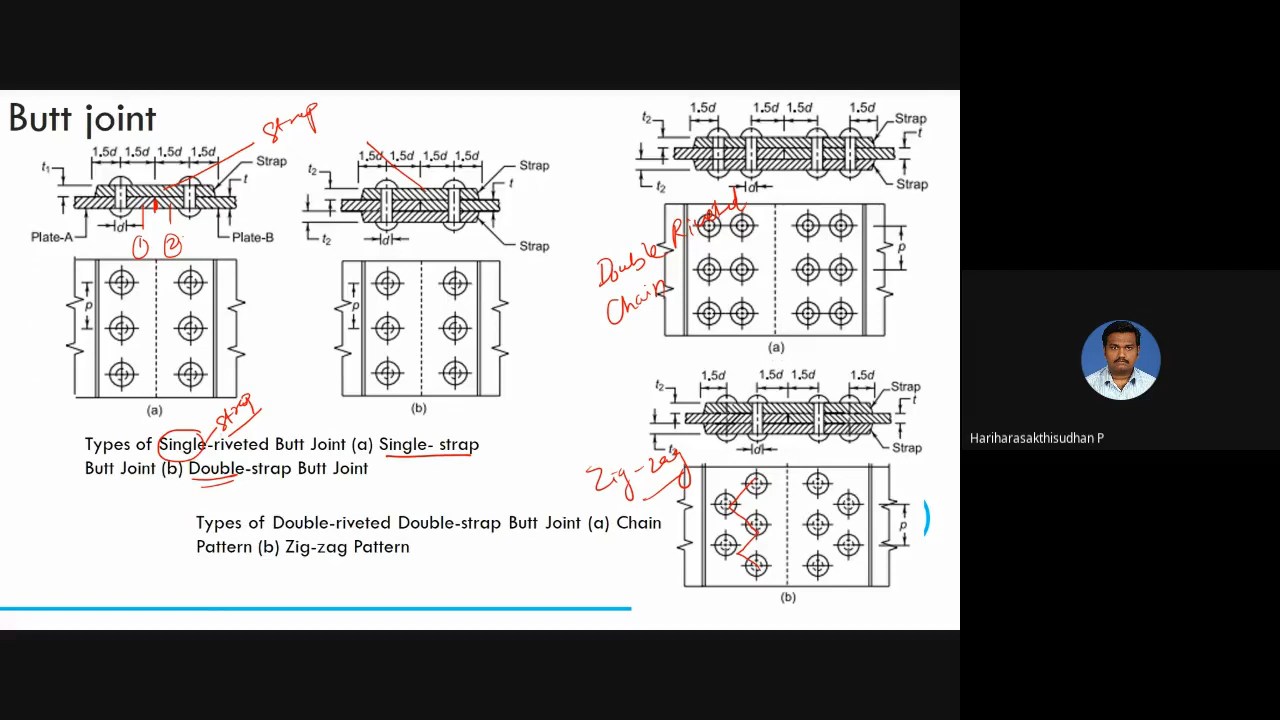 Butt joint
Strap
1.5d 1.5d 1.5d 1.5d
t1
Strap
t
Plate-A
d
Plate-B
1 2
p
(a)
1.5d 1.5d 1.5d 1.5d
t2
Strap
t
t2
d
Strap
p
(b)
Strap
Types of Single-riveted Butt Joint (a) Single- strap
Butt Joint (b) Double-strap Butt Joint
Types of Double-riveted Double-strap Butt Joint (a) Chain
Pattern (b) Zig-zag Pattern
1.5d 1.5d 1.5d 1.5d
t2
Strap
t
t2
d
Strap
Double Riveted
Chain
p
(a)
1.5d 1.5d 1.5d 1.5d
t2
Strap
t
t2
d
Strap
Zig-zag
p
(b)
Hariharasakthisudhan P